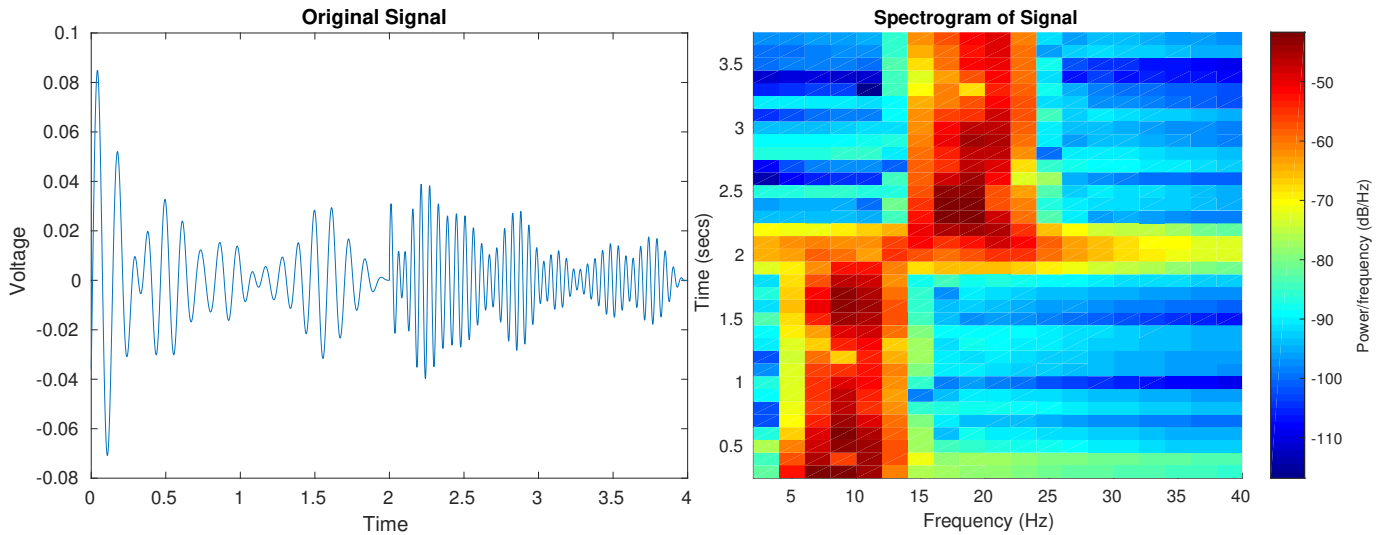 Original Signal
Voltage
0.1
0.08
0.06
0.04
0.02
0
-0.02
-0.04
-0.06
-0.08
0 0.5 1 1.5 2 2.5 3 3.5 4
Time
Spectrogram of Signal
Time (secs)
3.5
3
2.5
2
1.5
1
0.5
5 10 15 20 25 30 35 40
Frequency (Hz)
-50
-60
-70
-80
-90
-100
-110
Power/frequency (dB/Hz)